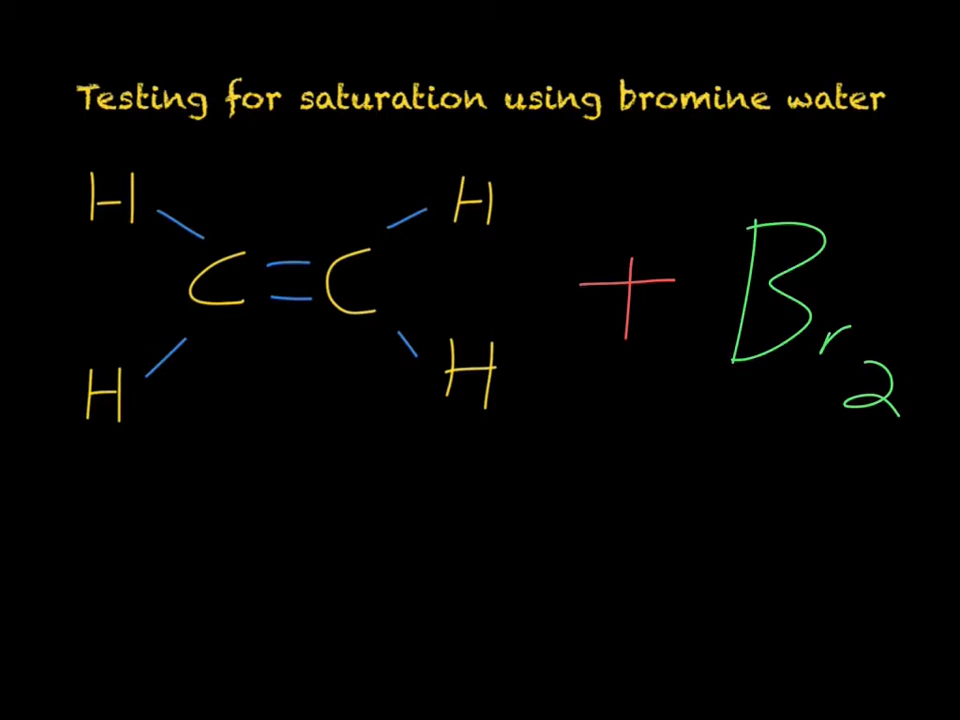 Testing for saturation using bromine water
H H
C = C + Br2
H H